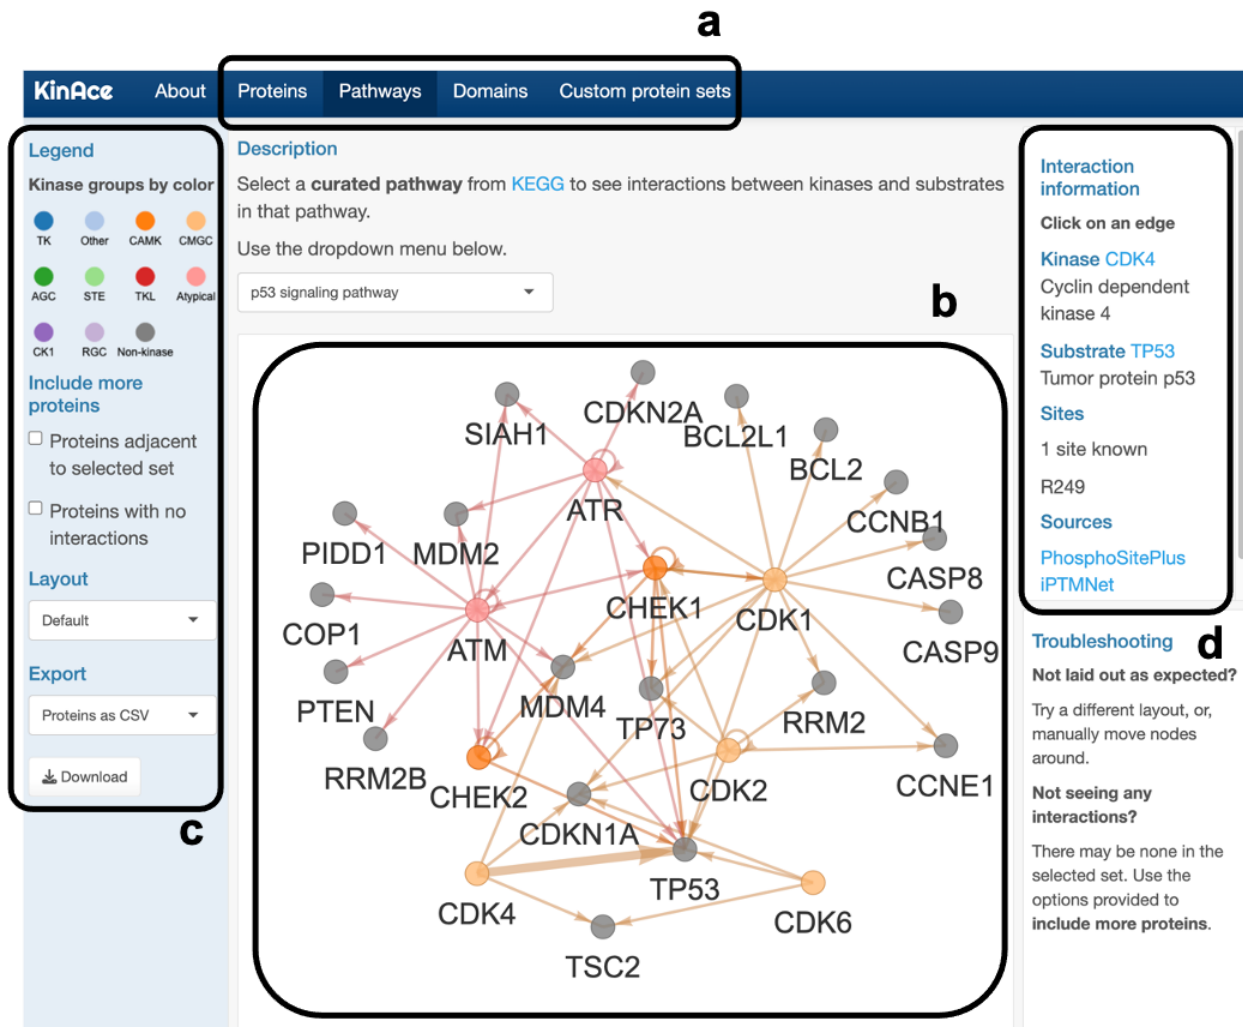 a
KinAce About Proteins Pathways Domains Custom protein sets
Legend
Kinase groups by color
TK Other CAMK CMGC
AGC STE TKL Atypical
CK1 RGC Non-kinase
Include more
proteins
Proteins adjacent
to selected set
Proteins with no
interactions
Layout
Default
Export
Proteins as CSV
Download
c
Description
Select a curated pathway from KEGG to see interactions between kinases and substrates
in that pathway.
Use the dropdown menu below.
p53 signaling pathway
b
CDKN2A
SIAH1
BCL2L1
BCL2
ATR
CCNB1
PIDD1
MDM2
CASP8
CHEK1
CDK1
COP1
ATM
CASP9
MDM4
PTEN
TP73
RRM2
RRM2B
CHEK2
CDK2
CCNE1
CDKN1A
TP53
CDK4
CDK6
TSC2
Interaction
information
Click on an edge
Kinase CDK4
Cyclin dependent
kinase 4
Substrate TP53
Tumor protein p53
Sites
1 site known
R249
Sources
PhosphoSitePlus
iPTMNet
d
Troubleshooting
Not laid out as expected?
Try a different layout, or,
manually move nodes
around.
Not seeing any
interactions?
There may be none in the
selected set. Use the
options provided to
include more proteins.